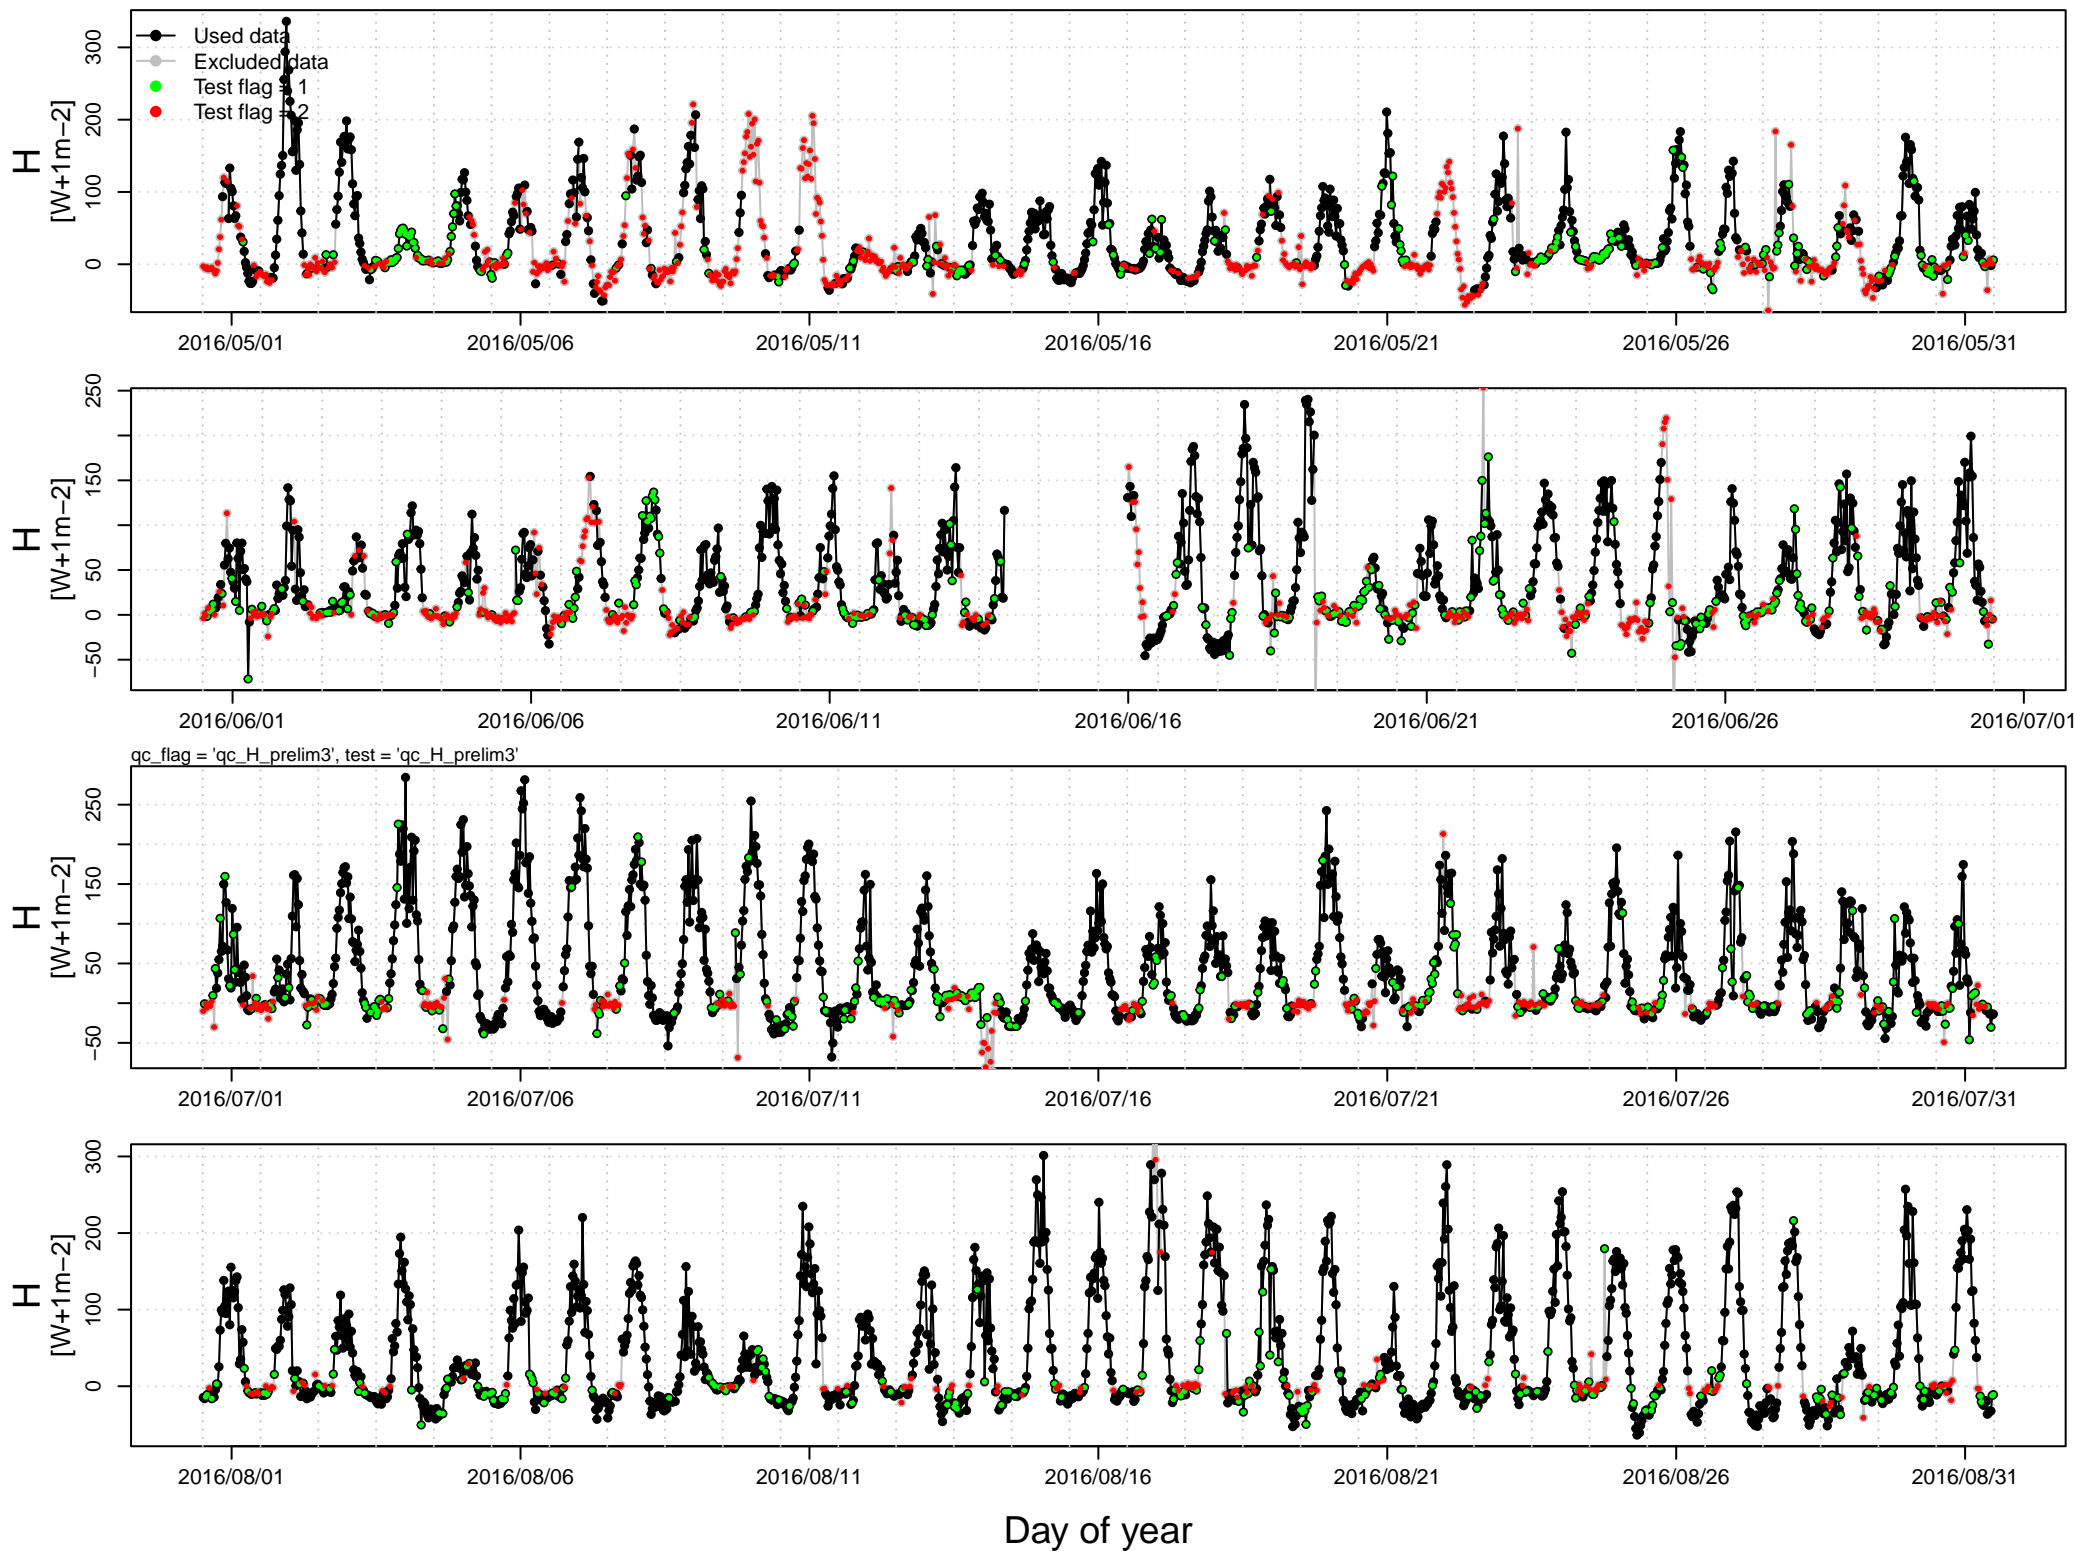 H
[W+1m−2]
0
100
200
300
Used data
Excluded data
Test flag = 1
Test flag = 2
2016/05/01 2016/05/06 2016/05/11 2016/05/16 2016/05/21 2016/05/26 2016/05/31
H
[W+1m−2]
−50
0
50
150
250
2016/06/01 2016/06/06 2016/06/11 2016/06/16 2016/06/21 2016/06/26 2016/07/01
qc_flag = 'qc_H_prelim3', test = 'qc_H_prelim3'
H
[W+1m−2]
−50
50
150
250
2016/07/01 2016/07/06 2016/07/11 2016/07/16 2016/07/21 2016/07/26 2016/07/31
H
[W+1m−2]
0
100
200
300
2016/08/01 2016/08/06 2016/08/11 2016/08/16 2016/08/21 2016/08/26 2016/08/31
Day of year